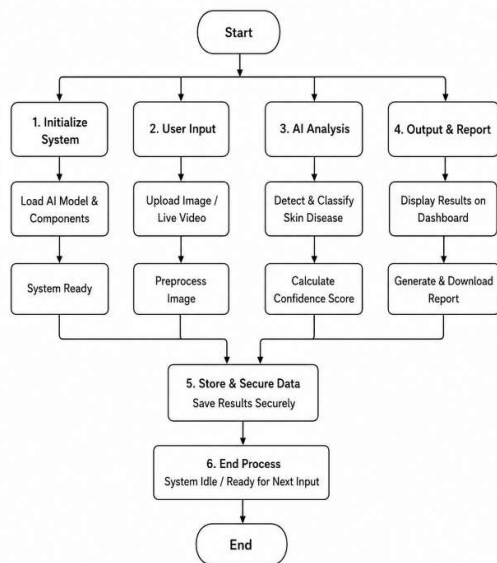 Start
1. Initialize
System
2. User Input
3. AI Analysis
4. Output & Report
Load AI Model &
Components
Upload Image /
Live Video
Detect & Classify
Skin Disease
Display Results on
Dashboard
System Ready
Preprocess
Image
Calculate
Confidence Score
Generate & Download
Report
5. Store & Secure Data
Save Results Securely
6. End Process
System Idle / Ready for Next Input
End